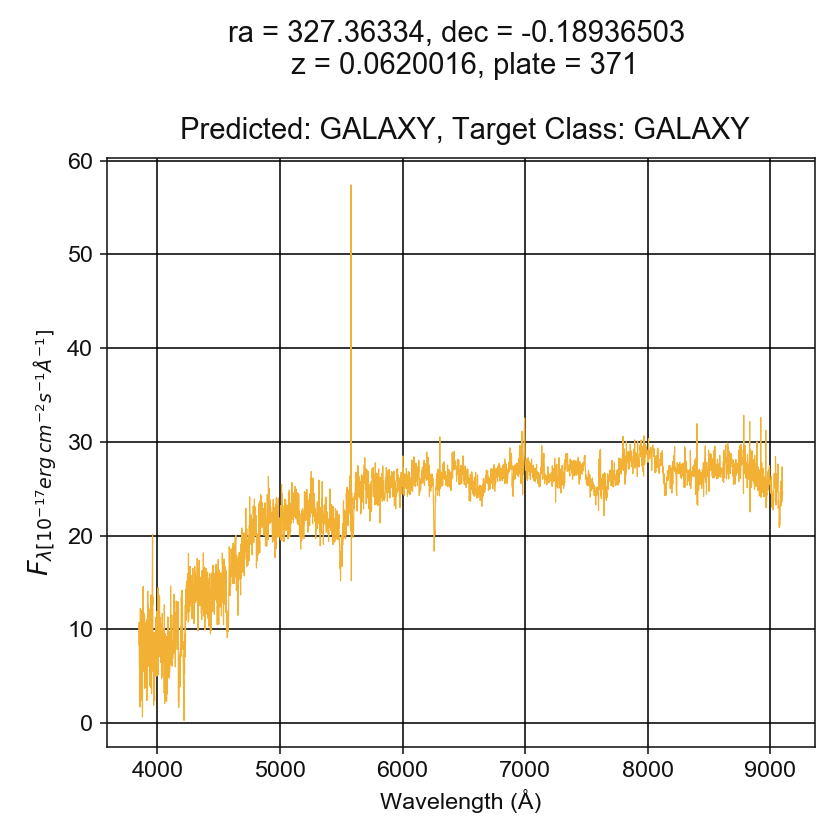 ra = 327.36334, dec = -0.18936503
z = 0.0620016, plate = 371
Predicted: GALAXY, Target Class: GALAXY
60
50
40
30
20
10
0
F_{λ[10^{-17}erg cm^{-2}s^{-1}Å^{-1}]}
4000 5000 6000 7000 8000 9000
Wavelength (Å)